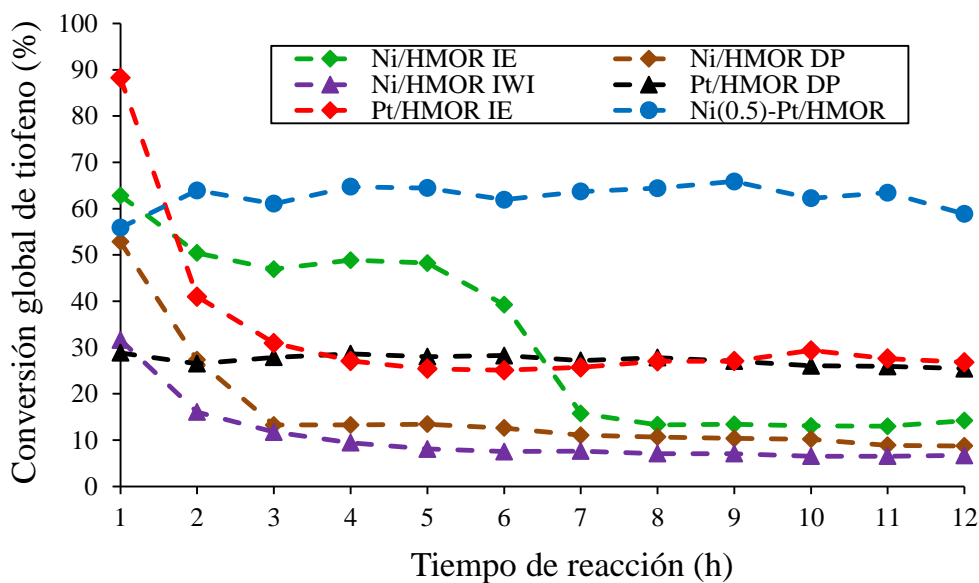 Conversión global de tiofeno (%)
100
90
80
70
60
50
40
30
20
10
0
Ni/HMOR IE
Ni/HMOR DP
Ni/HMOR IWI
Pt/HMOR DP
Pt/HMOR IE
Ni(0.5)-Pt/HMOR
1 2 3 4 5 6 7 8 9 10 11 12
Tiempo de reacción (h)